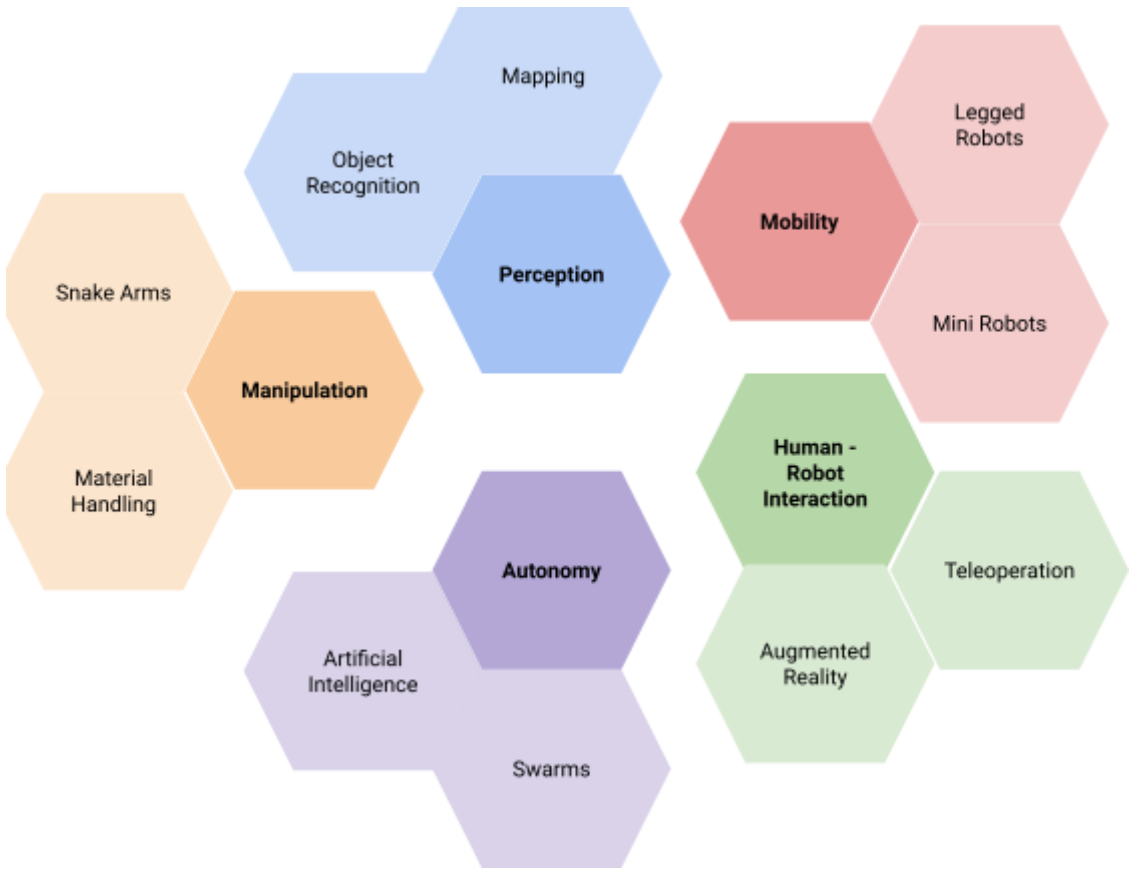 Mapping
Object
Recognition
Perception
Legged
Robots
Mobility
Mini Robots
Snake Arms
Manipulation
Material
Handling
Human -
Robot
Interaction
Teleoperation
Augmented
Reality
Autonomy
Artificial
Intelligence
Swarms